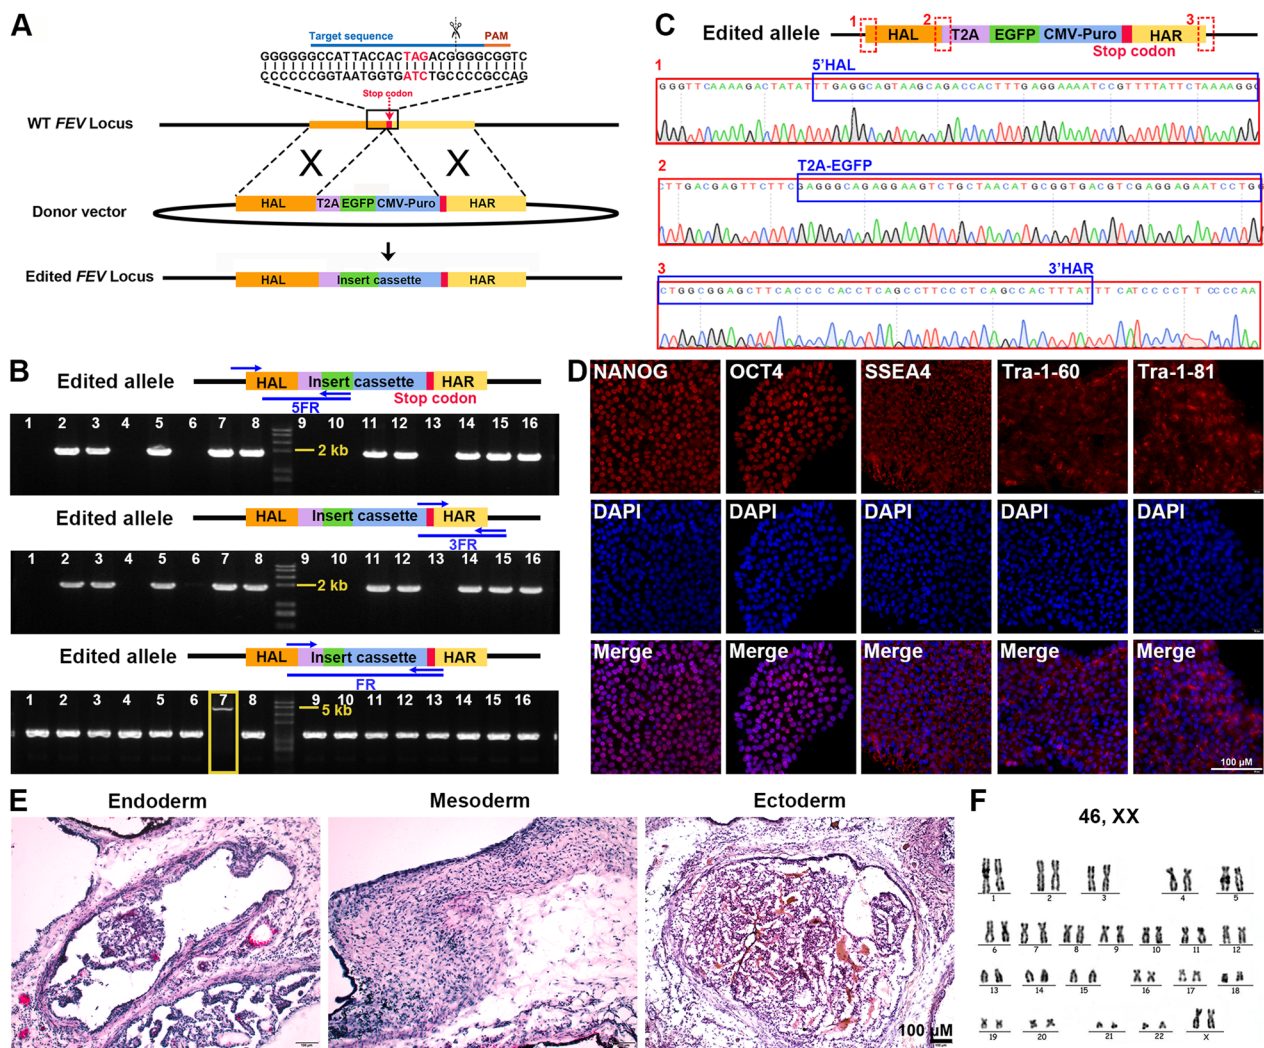 A
Target sequence
PAM
GGGGGGCCATTACCACTAGACGGGGCGGTC
CCCCCCGGTAATGGTGATCTGCCCCGCCAG
Stop codon
WT FEV Locus
X X
HAL T2A EGFP CMV-Puro HAR
Donor vector
Edited FEV Locus
HAL Insert cassette HAR
B
Edited allele
HAL Insert cassette HAR
Stop codon
5FR
1 2 3 4 5 6 7 8 9 10 11 12 13 14 15 16
2 kb
Edited allele
HAL Insert cassette HAR
3FR
1 2 3 4 5 6 7 8 9 10 11 12 13 14 15 16
2 kb
Edited allele
HAL Insert cassette HAR
FR
1 2 3 4 5 6 7 8 9 10 11 12 13 14 15 16
5 kb
C
1 2 3
Edited allele
HAL T2A EGFP CMV-Puro HAR
Stop codon
1
5'HAL
GGGTTCAAAAGACTATATTTGAGGCAGTAAGCAGACCACTTTGAGGAAAATCCGTTTTATTCTAAAAGGC
2
T2A-EGFP
CTTGACGAGTTCTTCGAGGGCAGAGGAAGTCTGCTAACATGCGGTGACGTCGAGGAGAATCCTGG
3
3'HAR
CTGGCGGAGCTTCACCCCCACCTCAGCCTTCCCTCAGCCACTTTATTTCATCCCCTTCCCCAA
D
NANOG OCT4 SSEA4 Tra-1-60 Tra-1-81
DAPI DAPI DAPI DAPI DAPI
Merge Merge Merge Merge Merge
100 μM
E
Endoderm Mesoderm Ectoderm
100 μM
F
46, XX
1 2 3 4 5
6 7 8 9 10 11 12
13 14 15 16 17 18
19 20 21 22 X